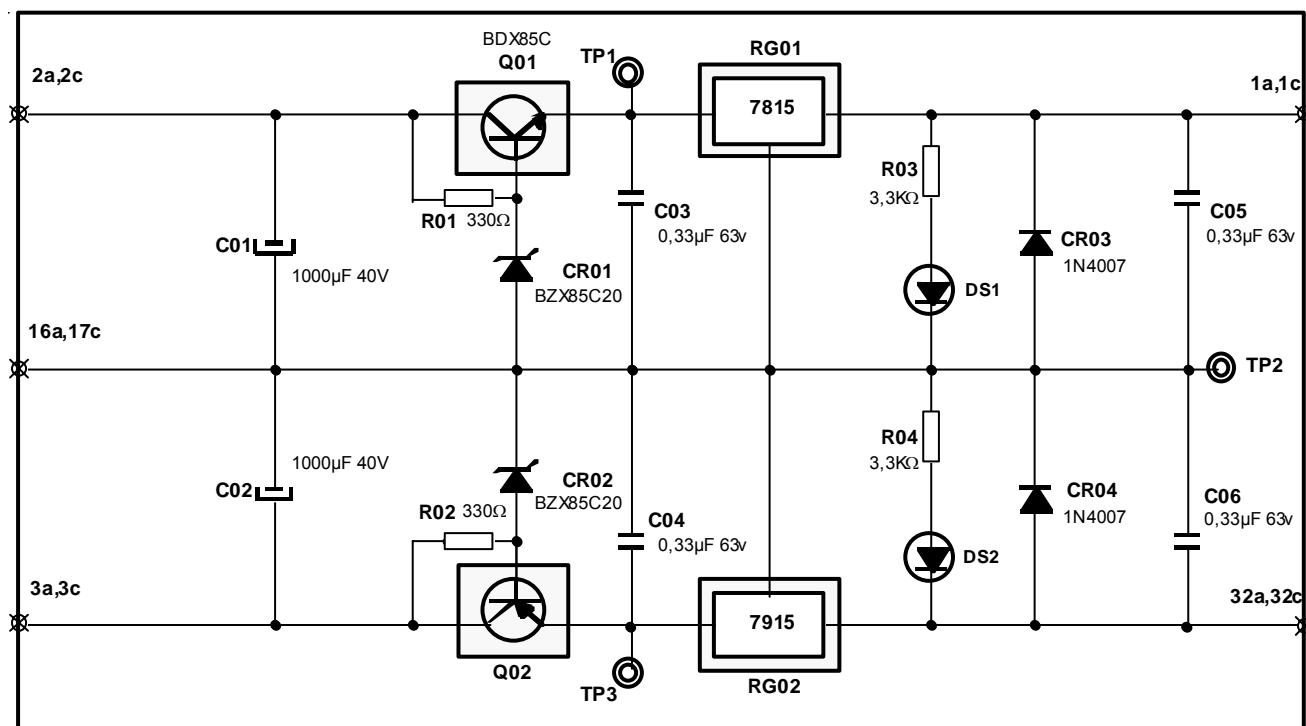 BDX85C
Q01
TP1
RG01
2a,2c
1a,1c
7815
R03
3,3KΩ
R01 330Ω
C03
0,33µF 63v
C05
0,33µF 63v
C01
1000µF 40V
CR01
BZX85C20
CR03
1N4007
DS1
16a,17c
TP2
R04
3,3KΩ
1000µF 40V
C02
CR02
BZX85C20
R02 330Ω
CR04
1N4007
C04
0,33µF 63v
C06
0,33µF 63v
DS2
3a,3c
32a,32c
7915
Q02
TP3
RG02